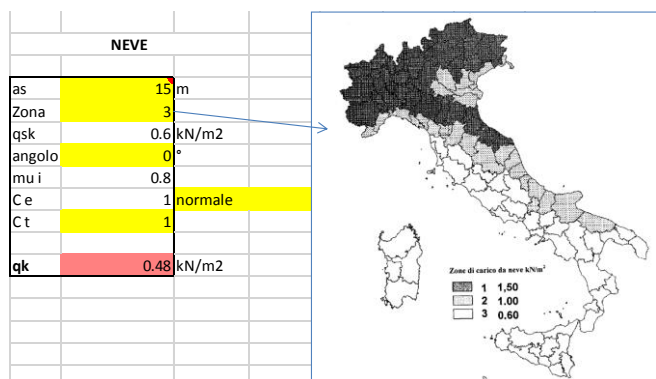 NEVE
as 15 m
Zona 3
qsk 0.6 kN/m2
angolo 0 °
mu i 0.8
C e 1 normale
C t 1
qk 0.48 kN/m2
Zone di carico da neve kN/m²
1 1,50
2 1.00
3 0.60